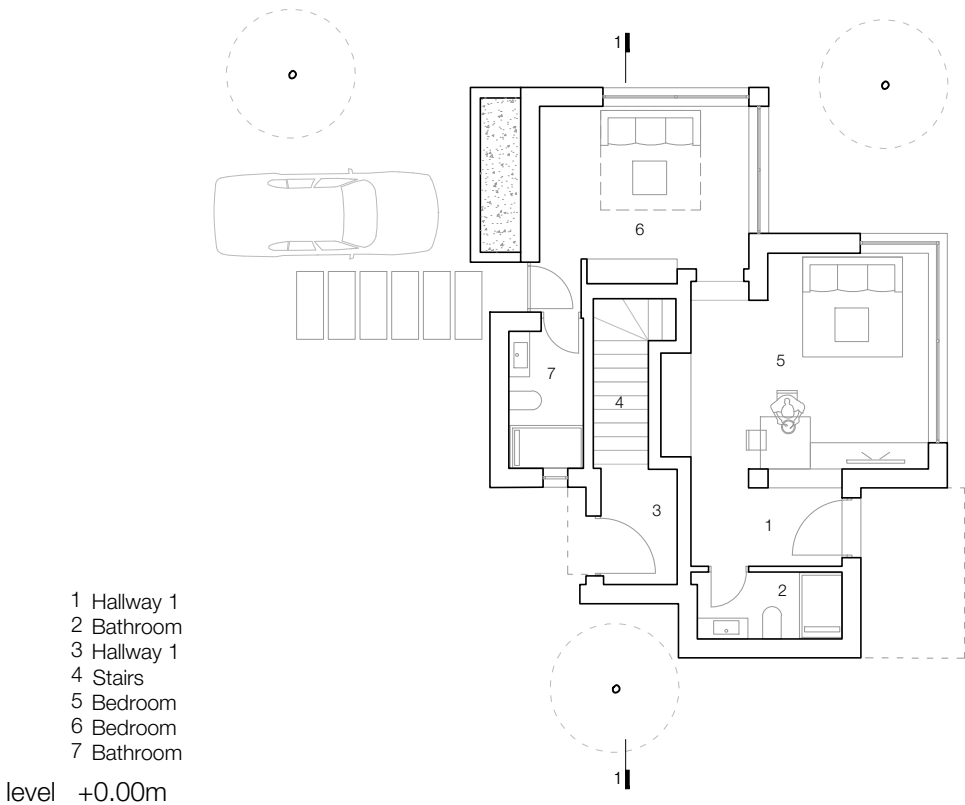 1
6
5
7
4
3
1
2
1 Hallway 1
2 Bathroom
3 Hallway 1
4 Stairs
5 Bedroom
6 Bedroom
7 Bathroom
1
level +0.00m